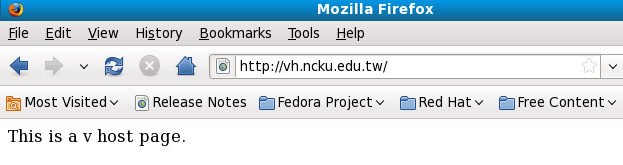 Mozilla Firefox
File Edit View History Bookmarks Tools Help
http://vh.ncku.edu.tw/
Most Visited Release Notes Fedora Project Red Hat Free Content
This is a v host page.